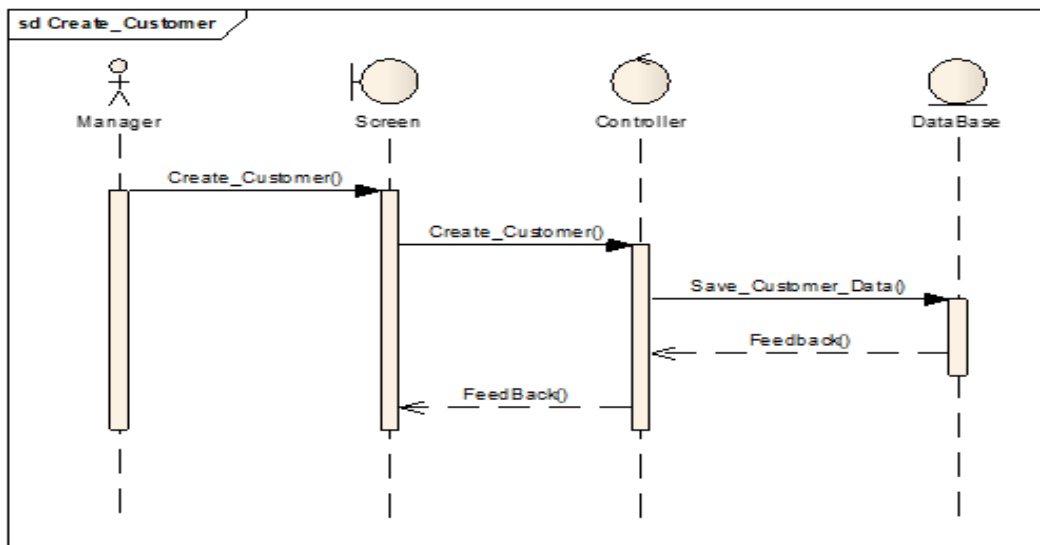 sd Create_Customer
Manager
Screen
Controller
DataBase
Create_Customer()
Create_Customer()
Save_Customer_Data()
Feedback()
FeedBack()